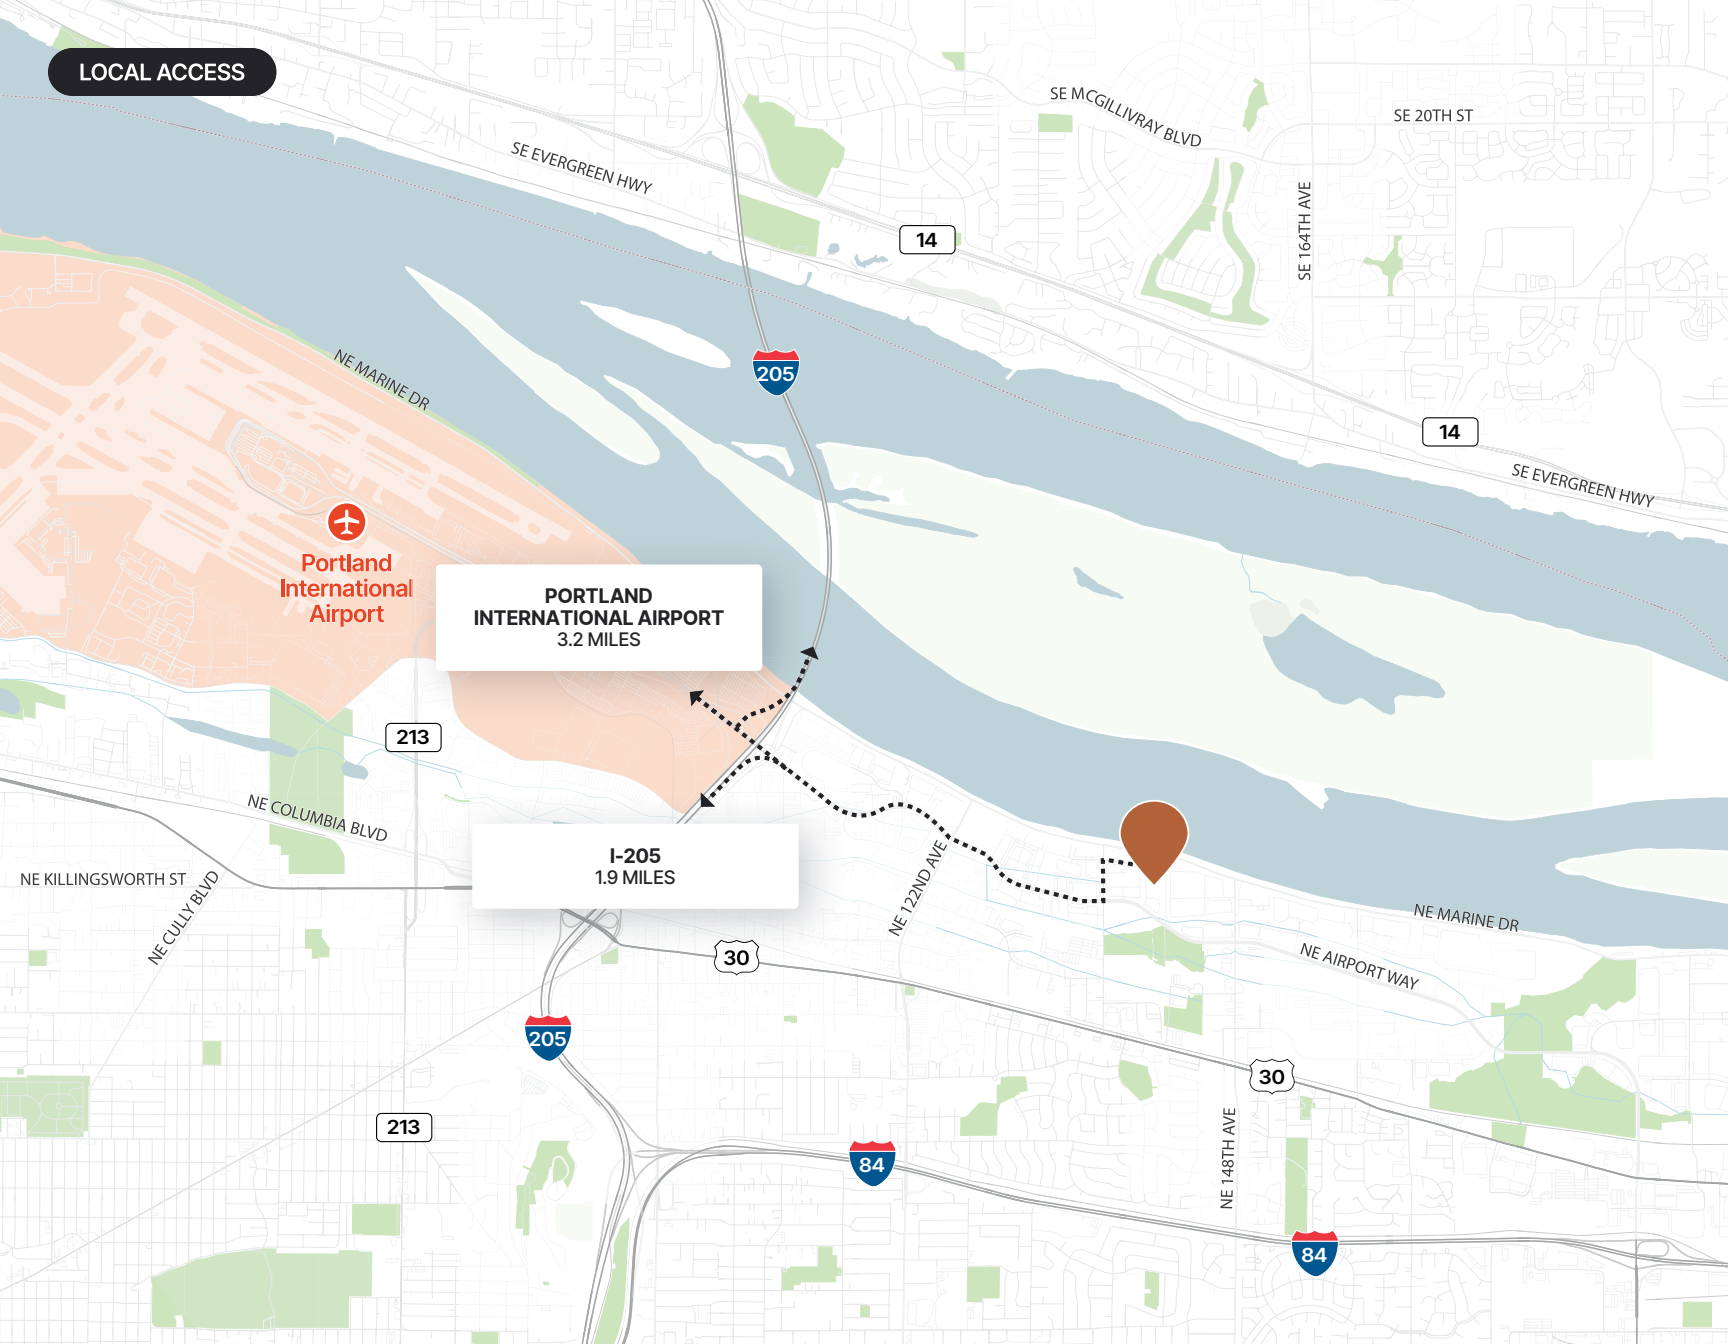 LOCAL ACCESS
SE MCGILLIVRAY BLVD
SE 20TH ST
SE EVERGREEN HWY
SE 164TH AVE
14
NE MARINE DR
205
14
SE EVERGREEN HWY
Portland
International
Airport
PORTLAND
INTERNATIONAL AIRPORT
3.2 MILES
213
NE COLUMBIA BLVD
I-205
1.9 MILES
NE KILLINGSWORTH ST
NE CULLY BLVD
NE 122ND AVE
NE MARINE DR
NE AIRPORT WAY
30
205
30
213
NE 148TH AVE
84
84